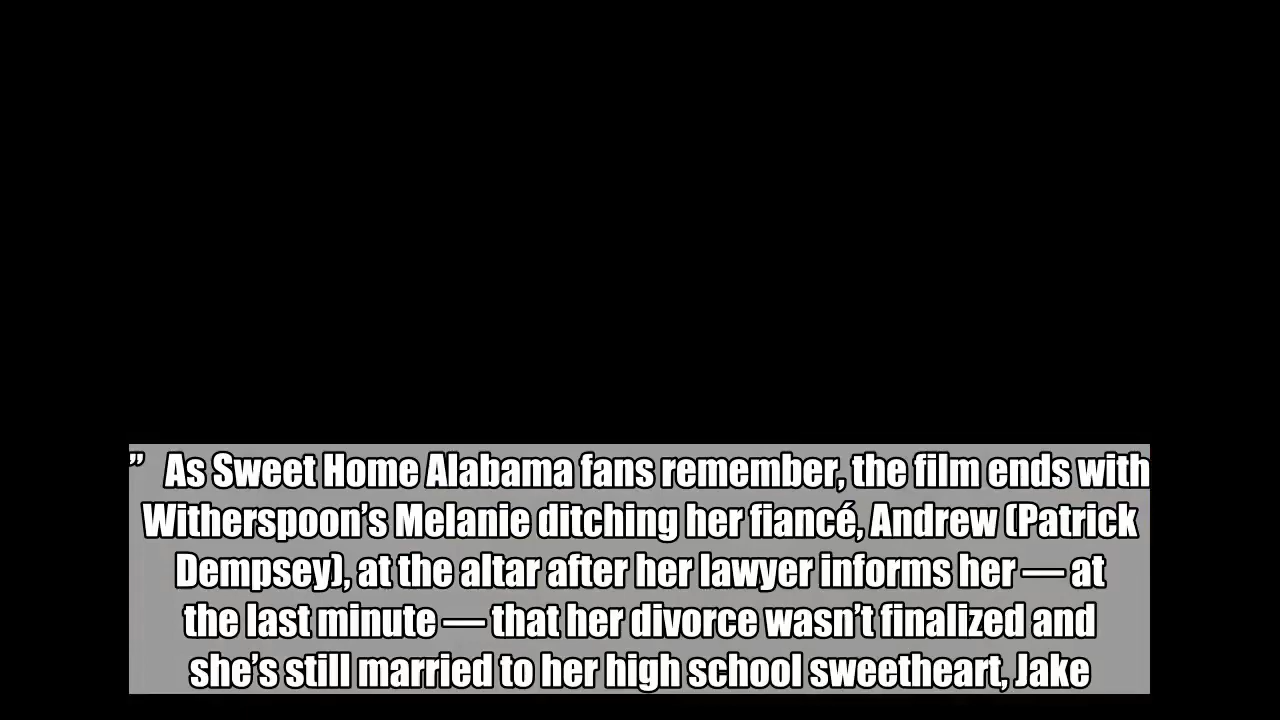 ” As Sweet Home Alabama fans remember, the film ends with
Witherspoon’s Melanie ditching her fiancé, Andrew (Patrick
Dempsey), at the altar after her lawyer informs her — at
the last minute — that her divorce wasn’t finalized and
she’s still married to her high school sweetheart, Jake